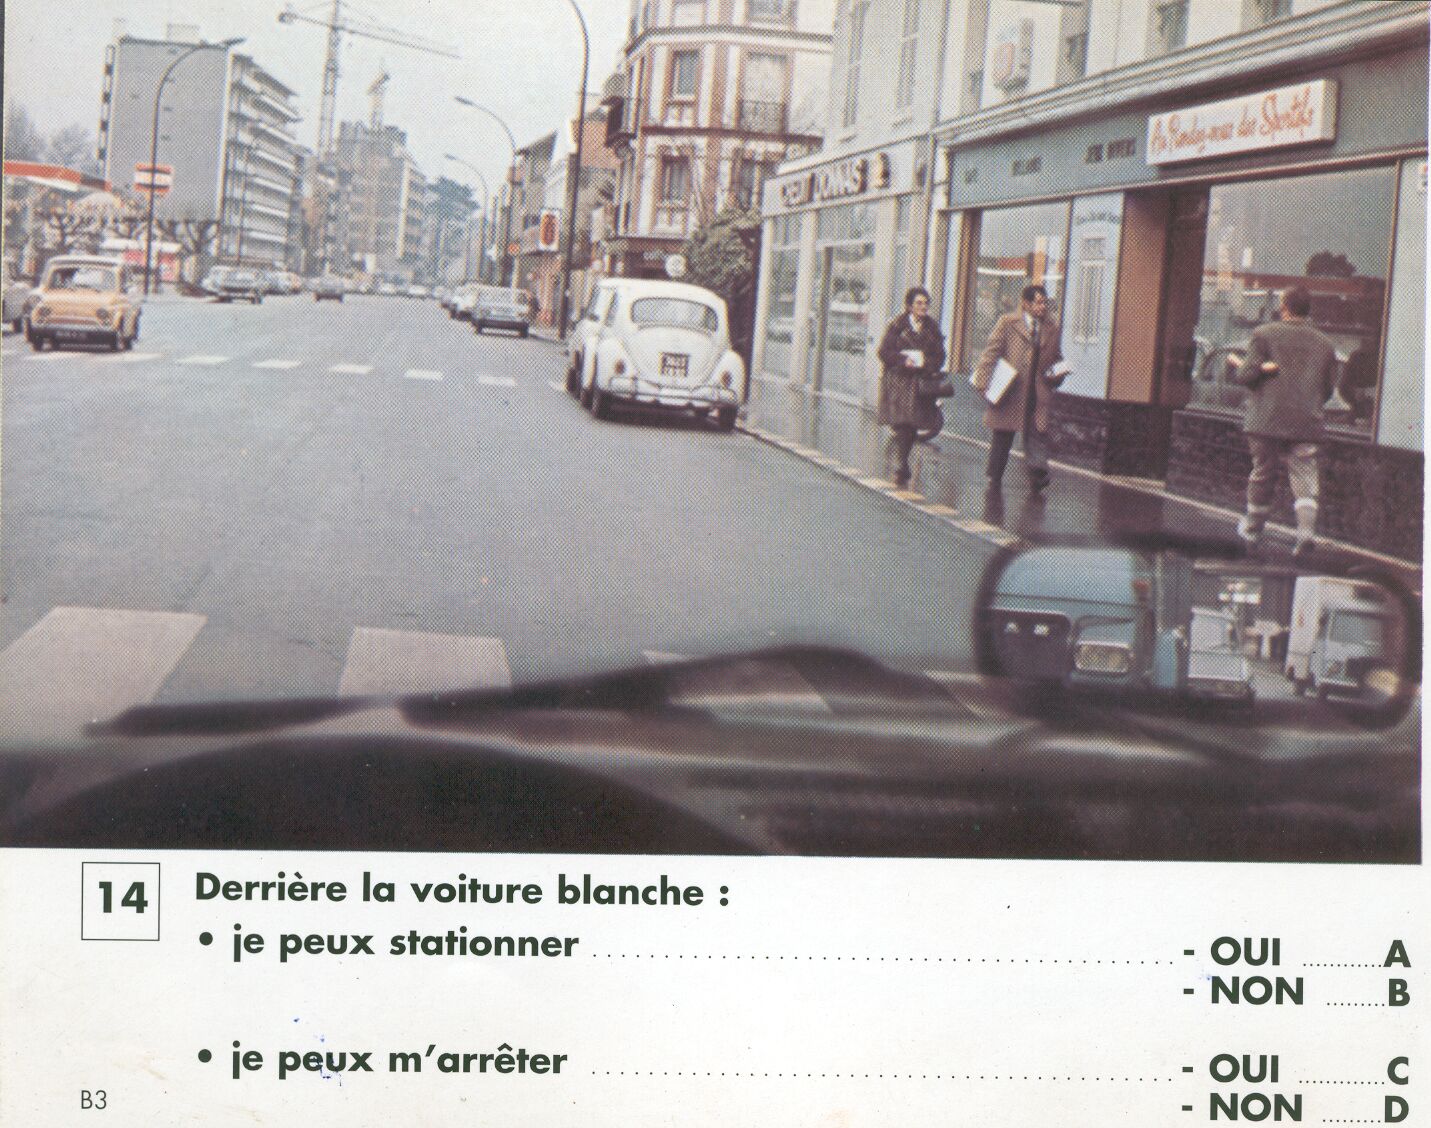 Au Rendez-vous des Sportifs
14 Derrière la voiture blanche :
• je peux stationner - OUI A
- NON B
• je peux m’arrêter - OUI C
- NON D
B3